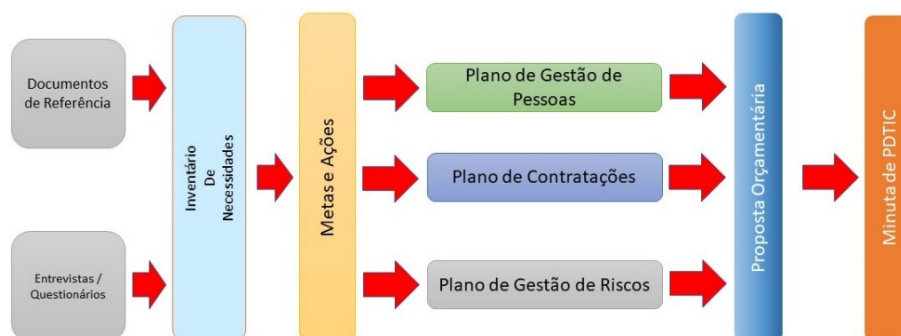 Documentos
de Referência
Entrevistas /
Questionários
Inventário
De
Necessidades
Metas e Ações
Plano de Gestão de
Pessoas
Plano de Contratações
Plano de Gestão de Riscos
Proposta Orçamentária
Minuta de PDTIC